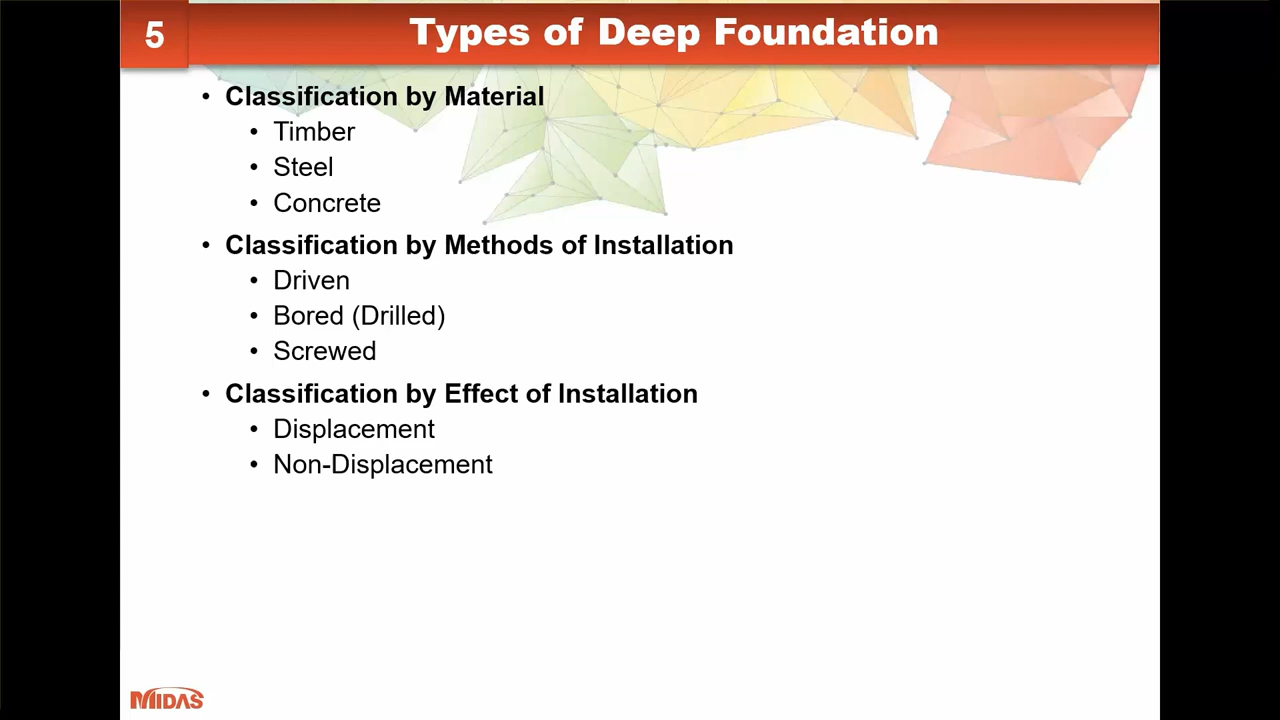 5
Types of Deep Foundation
• Classification by Material
• Timber
• Steel
• Concrete
• Classification by Methods of Installation
• Driven
• Bored (Drilled)
• Screwed
• Classification by Effect of Installation
• Displacement
• Non-Displacement
MIDAS